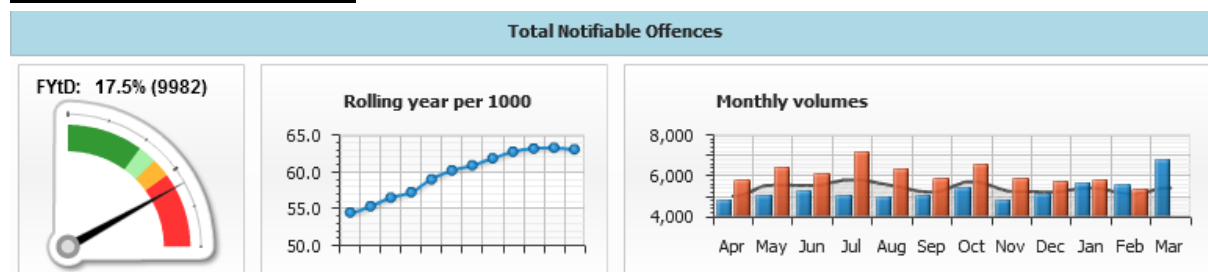 Total Notifiable Offences
FYtD: 17.5% (9982)
Rolling year per 1000
65.0
60.0
55.0
50.0
Monthly volumes
8,000
6,000
4,000
Apr May Jun Jul Aug Sep Oct Nov Dec Jan Feb Mar